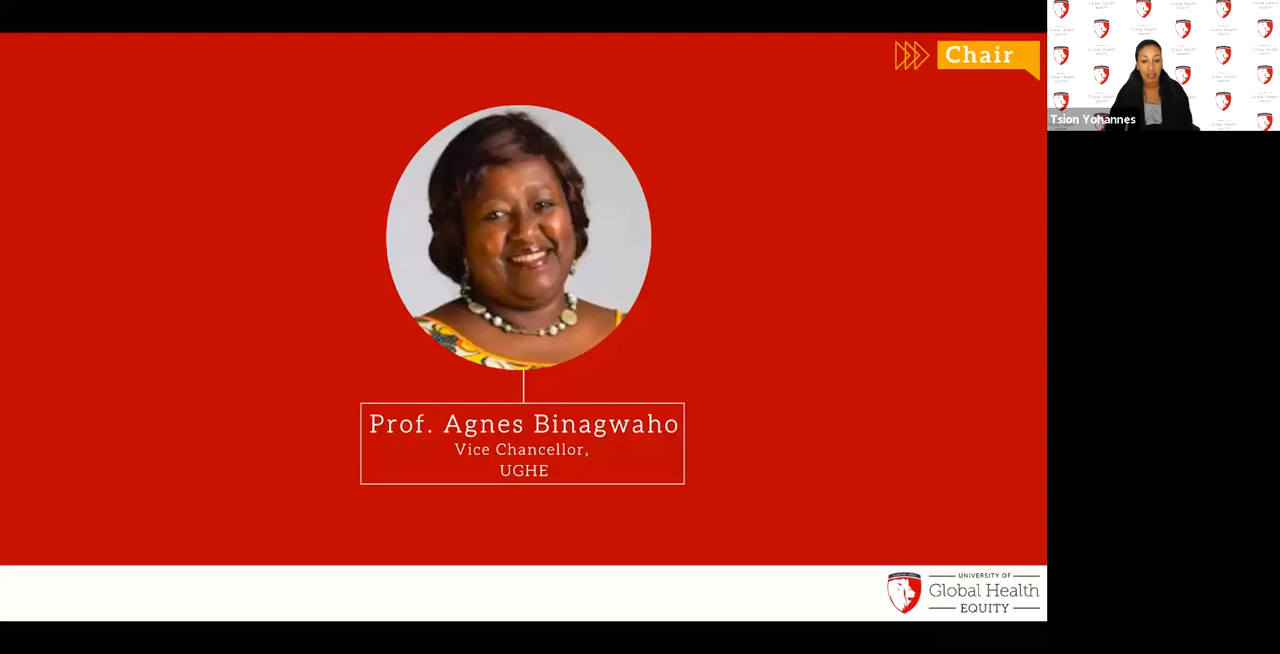 Chair
Prof. Agnes Binagwaho
Vice Chancellor,
UGHE
UNIVERSITY OF
Global Health
EQUITY
Tsion Yohannes